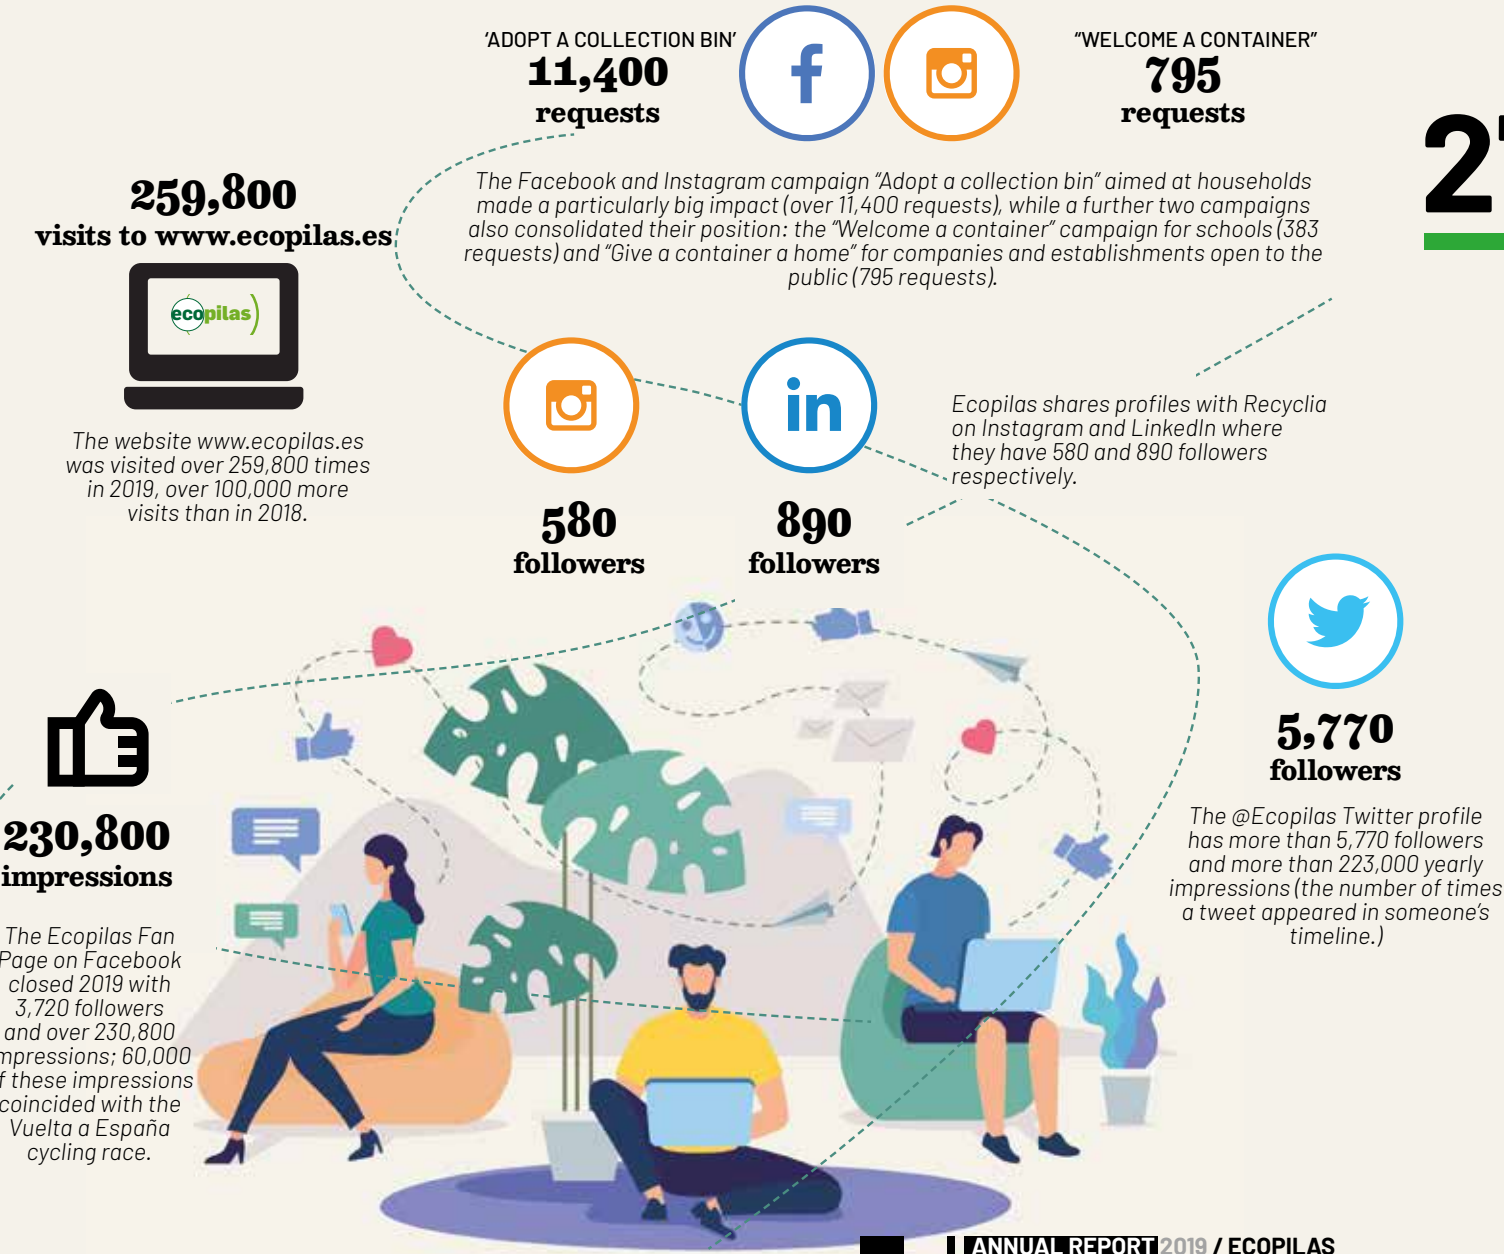 'ADOPT A COLLECTION BIN'
11,400
requests
"WELCOME A CONTAINER"
795
requests
The Facebook and Instagram campaign "Adopt a collection bin" aimed at households
made a particularly big impact (over 11,400 requests), while a further two campaigns
also consolidated their position: the "Welcome a container" campaign for schools (383
requests) and "Give a container a home" for companies and establishments open to the
public (795 requests).
259,800
visits to www.ecopilas.es
ecopilas
The website www.ecopilas.es
was visited over 259,800 times
in 2019, over 100,000 more
visits than in 2018.
in
580
followers
890
followers
Ecopilas shares profiles with Recyclia
on Instagram and LinkedIn where
they have 580 and 890 followers
respectively.
5,770
followers
The @Ecopilas Twitter profile
has more than 5,770 followers
and more than 223,000 yearly
impressions (the number of times
a tweet appeared in someone's
timeline.)
230,800
impressions
The Ecopilas Fan
Page on Facebook
closed 2019 with
3,720 followers
and over 230,800
mpressions; 60,000
f these impressions
coincided with the
Vuelta a España
cycling race.
2
ANNUAL REPORT 2019 / ECOPILAS